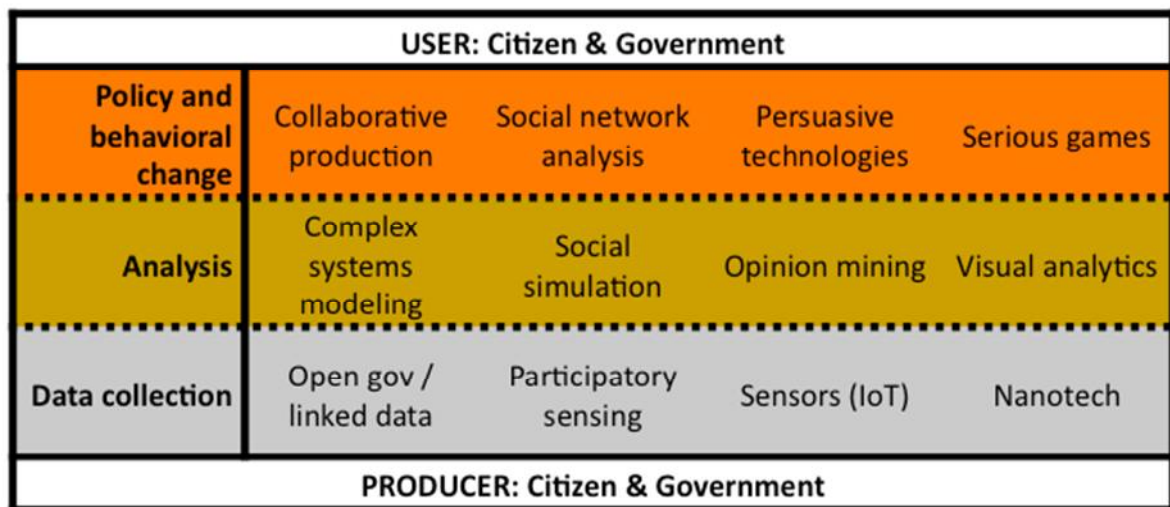 USER: Citizen & Government
Policy and
behavioral
change
Collaborative
production
Social network
analysis
Persuasive
technologies
Serious games
Analysis
Complex
systems
modeling
Social
simulation
Opinion mining
Visual analytics
Data collection
Open gov /
linked data
Participatory
sensing
Sensors (IoT)
Nanotech
PRODUCER: Citizen & Government